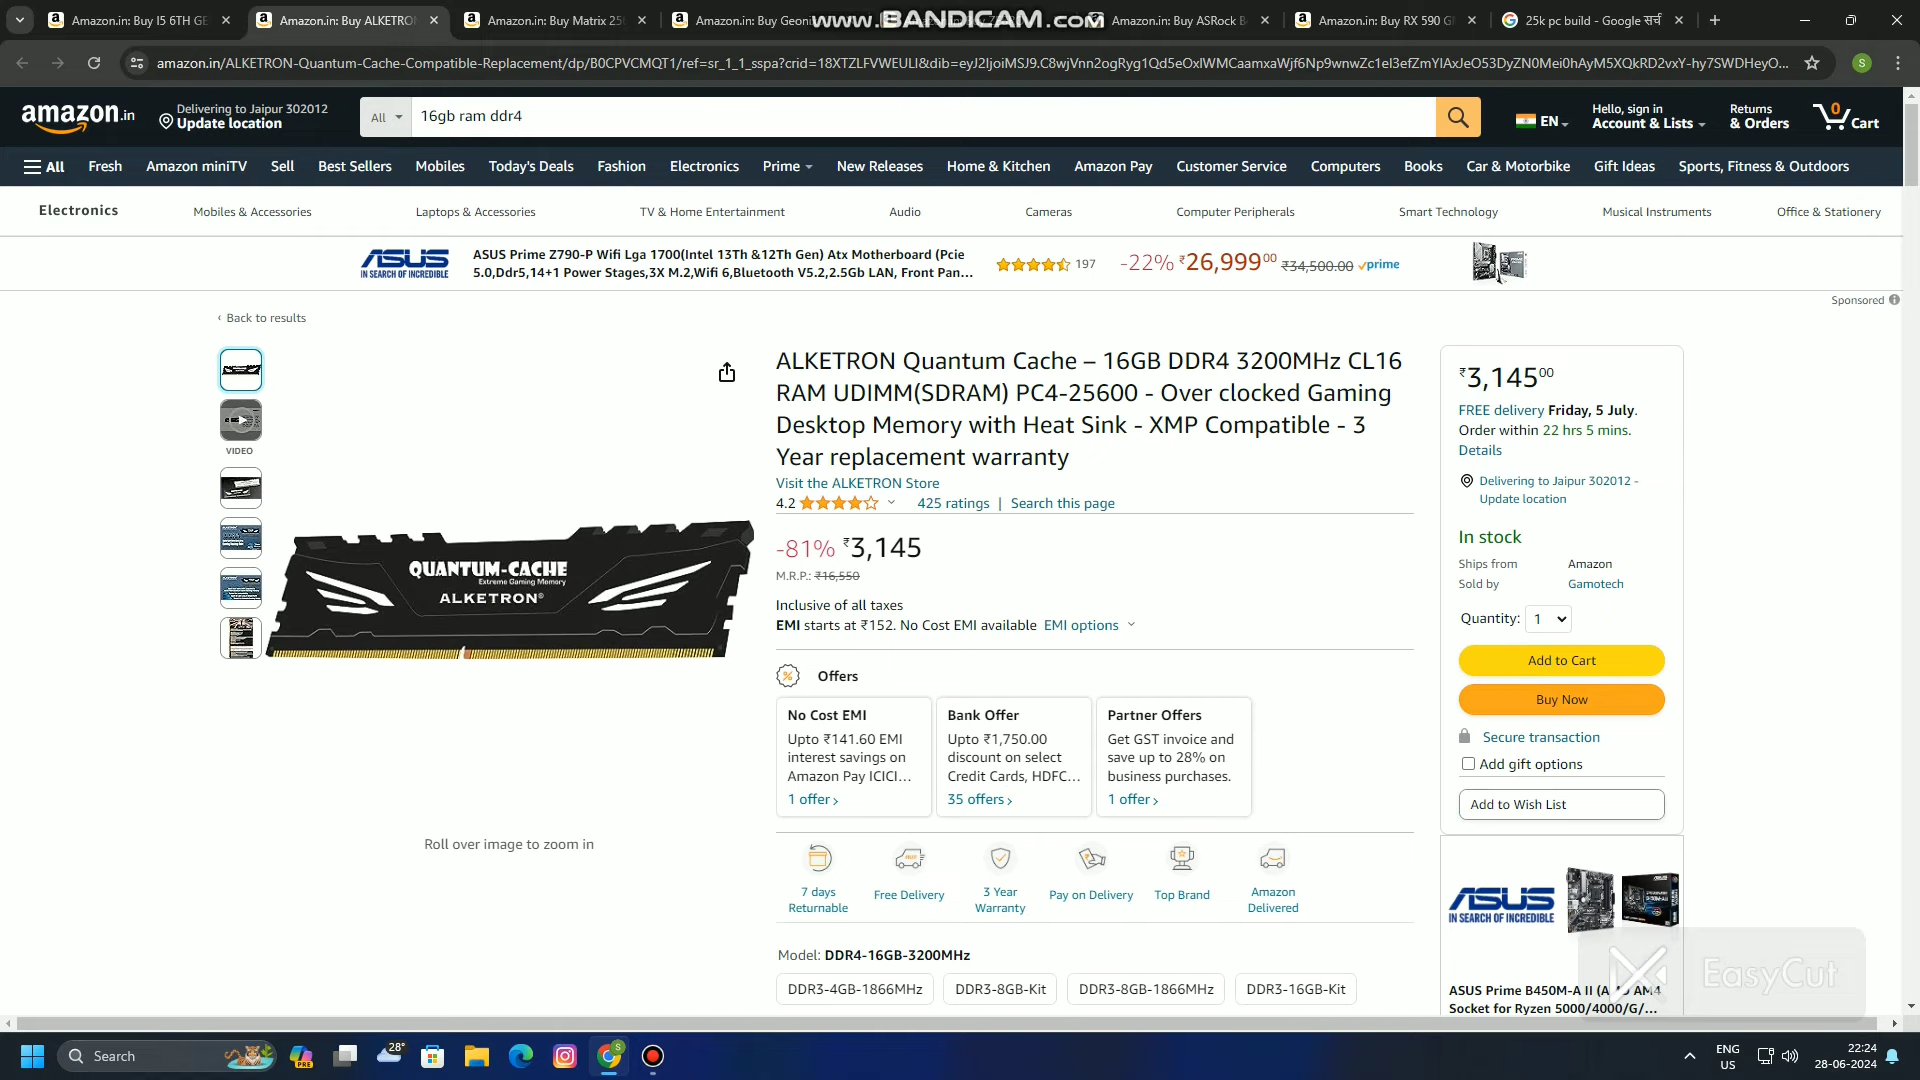 Amazon.in: Buy I5 6TH GE
Amazon.in: Buy ALKETRON
Amazon.in: Buy Matrix 25
Amazon.in: Buy Geoni
Amazon.in: Buy ASRock B
Amazon.in: Buy RX 590 G
25k pc build - Google सर्च
www.BANDICAM.com
amazon.in/ALKETRON-Quantum-Cache-Compatible-Replacement/dp/B0CPVCMQT1/ref=sr_1_1_sspa?crid=18XTZLFVWEULI&dib=eyJ2IjoiMSJ9.C8wjVnn2ogRyg1Qd5eOxIWMCaamxaWjf6Np9wnwZc1eI3efZmYlAxJeO53DyZN0Mei0hAyM5XQkRD2vxY-hy7SWDHeyO...
S
amazon.in
Delivering to Jaipur 302012
Update location
All
16gb ram ddr4
EN
Hello, sign in
Account & Lists
Returns
& Orders
0
Cart
All
Fresh
Amazon miniTV
Sell
Best Sellers
Mobiles
Today's Deals
Fashion
Electronics
Prime
New Releases
Home & Kitchen
Amazon Pay
Customer Service
Computers
Books
Car & Motorbike
Gift Ideas
Sports, Fitness & Outdoors
Electronics
Mobiles & Accessories
Laptops & Accessories
TV & Home Entertainment
Audio
Cameras
Computer Peripherals
Smart Technology
Musical Instruments
Office & Stationery
ASUS
IN SEARCH OF INCREDIBLE
ASUS Prime Z790-P Wifi Lga 1700(Intel 13Th &12Th Gen) Atx Motherboard (Pcie
5.0,Ddr5,14+1 Power Stages,3X M.2,Wifi 6,Bluetooth V5.2,2.5Gb LAN, Front Pan...
197
-22% ₹26,999.00 ₹34,500.00 prime
Sponsored
‹ Back to results
VIDEO
QUANTUM-CACHE
Extreme Gaming Memory
ALKETRON®
Roll over image to zoom in
ALKETRON Quantum Cache – 16GB DDR4 3200MHz CL16
RAM UDIMM(SDRAM) PC4-25600 - Over clocked Gaming
Desktop Memory with Heat Sink - XMP Compatible - 3
Year replacement warranty
Visit the ALKETRON Store
4.2
425 ratings | Search this page
-81% ₹3,145
M.R.P.: ₹16,550
Inclusive of all taxes
EMI starts at ₹152. No Cost EMI available EMI options
Offers
No Cost EMI
Upto ₹141.60 EMI
interest savings on
Amazon Pay ICICI...
1 offer ›
Bank Offer
Upto ₹1,750.00
discount on select
Credit Cards, HDFC...
35 offers ›
Partner Offers
Get GST invoice and
save up to 28% on
business purchases.
1 offer ›
7 days
Returnable
Free Delivery
3 Year
Warranty
Pay on Delivery
Top Brand
Amazon
Delivered
Model: DDR4-16GB-3200MHz
DDR3-4GB-1866MHz
DDR3-8GB-Kit
DDR3-8GB-1866MHz
DDR3-16GB-Kit
₹3,145 00
FREE delivery Friday, 5 July.
Order within 22 hrs 5 mins.
Details
Delivering to Jaipur 302012 -
Update location
In stock
Ships from Amazon
Sold by Gamotech
Quantity: 1
Add to Cart
Buy Now
Secure transaction
Add gift options
Add to Wish List
ASUS
IN SEARCH OF INCREDIBLE
ASUS Prime B450M-A II (AMD AM4
Socket for Ryzen 5000/4000/G/...
EasyCut
Search
PRE
28°
S
ENG
US
22:24
28-06-2024